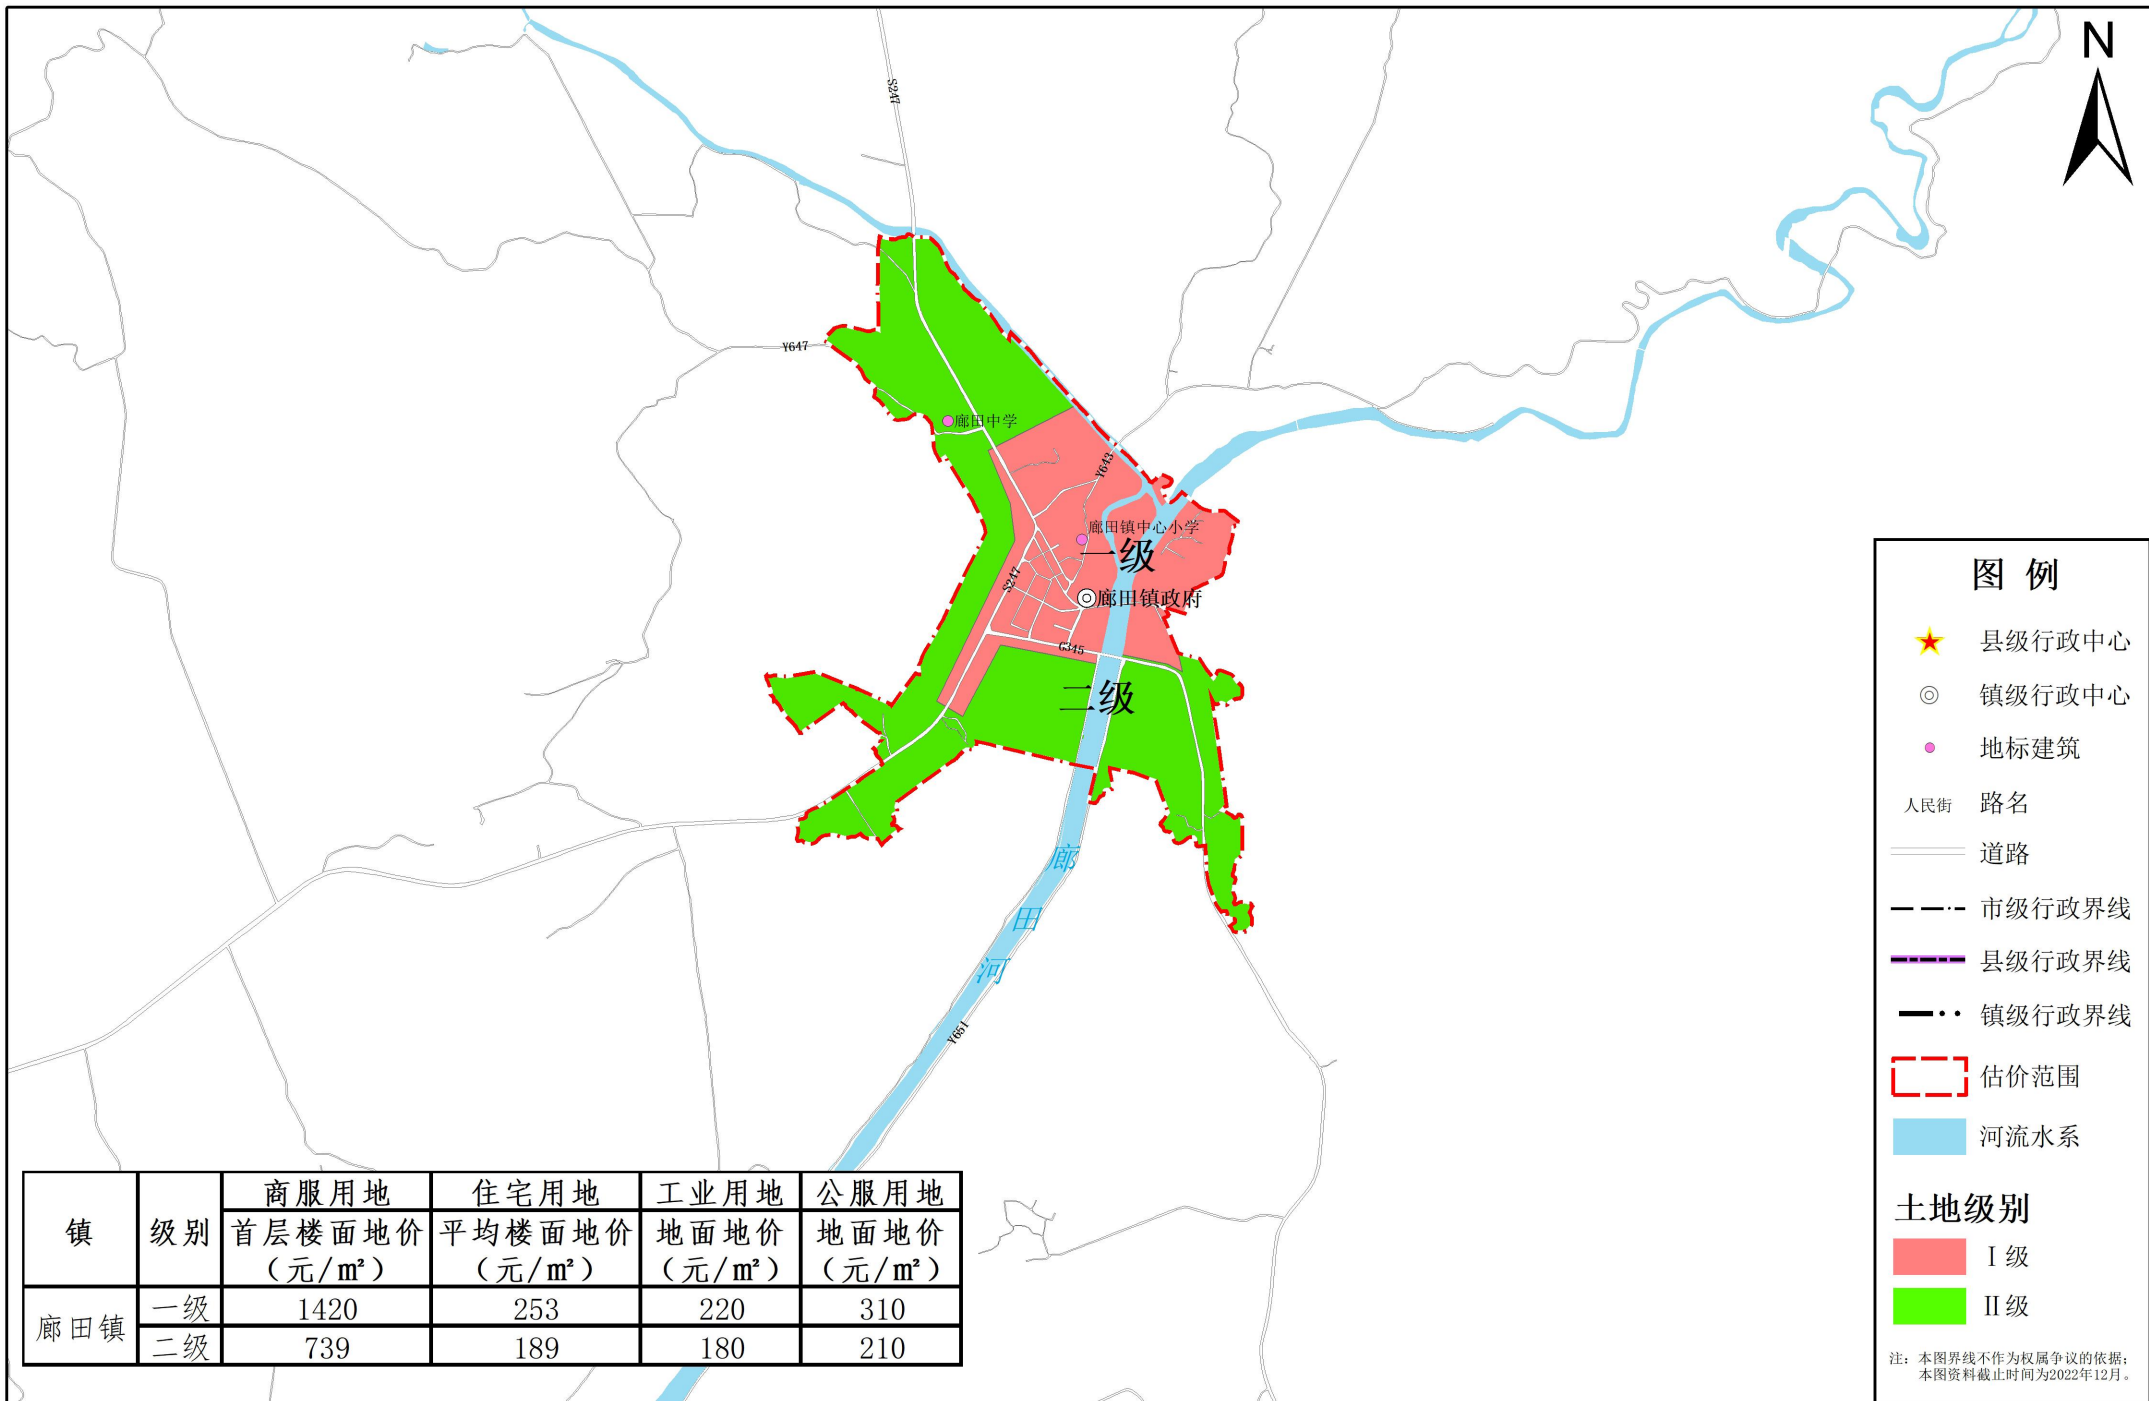 N
S247
Y647
廊田中学
Y643
廊田镇中心小学
一级
S247
廊田镇政府
G345
二级
廊
田
河
Y651
图 例
县级行政中心
镇级行政中心
地标建筑
人民街 路名
道路
市级行政界线
县级行政界线
镇级行政界线
估价范围
河流水系
土地级别
Ⅰ级
Ⅱ级
注：本图界线不作为权属争议的依据；
本图资料截止时间为2022年12月。
镇 级别 商服用地 住宅用地 工业用地 公服用地
首层楼面地价 平均楼面地价 地面地价 地面地价
（元/㎡） （元/㎡） （元/㎡） （元/㎡）
廊田镇 一级 1420 253 220 310
二级 739 189 180 210